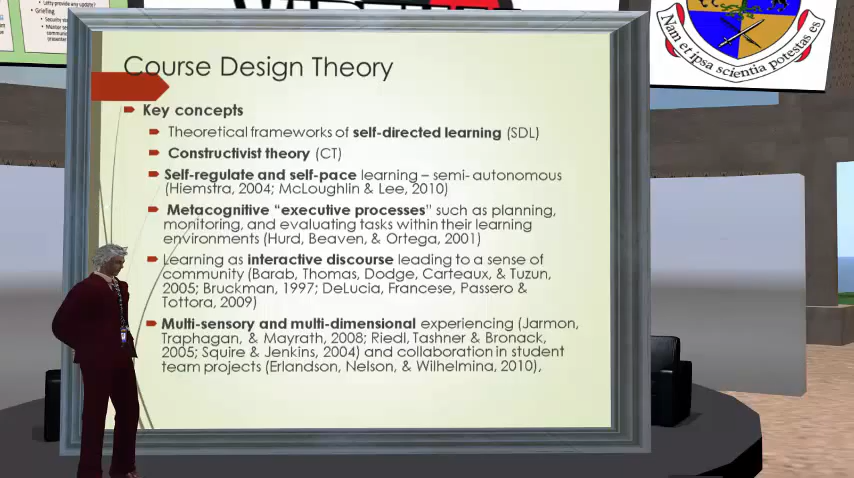 Latty provide any update?
Griefing
Course Design Theory
Key concepts
Theoretical frameworks of self-directed learning (SDL)
Constructivist theory (CT)
Self-regulate and self-pace learning – semi- autonomous
(Hiemstra, 2004; McLoughlin & Lee, 2010)
Metacognitive “executive processes” such as planning,
monitoring, and evaluating tasks within their learning
environments (Hurd, Beaven, & Ortega, 2001)
Learning as interactive discourse leading to a sense of
community (Barab, Thomas, Dodge, Carteaux, & Tuzun,
2005; Bruckman, 1997; DeLucia, Francese, Passero &
Tottora, 2009)
Multi-sensory and multi-dimensional experiencing (Jarmon,
Traphagan, & Mayrath, 2008; Riedl, Tashner & Bronack,
2005; Squire & Jenkins, 2004) and collaboration in student
team projects (Erlandson, Nelson, & Wilhelmina, 2010),
Nam et ipsa scientia potestas es